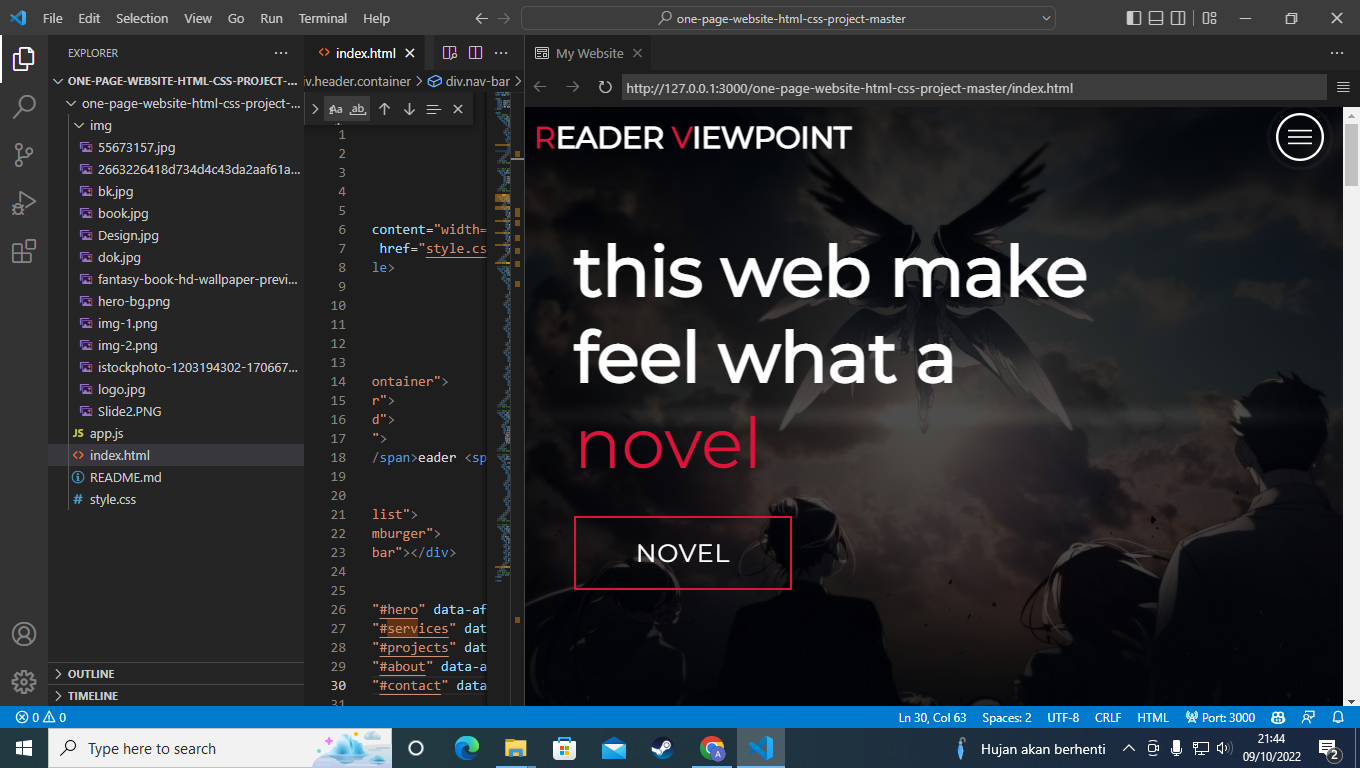 File Edit Selection View Go Run Terminal Help
one-page-website-html-css-project-master
EXPLORER
ONE-PAGE-WEBSITE-HTML-CSS-PROJECT-...
one-page-website-html-css-project-...
img
55673157.jpg
2663226418d734d4c43da2aaf61a...
bk.jpg
book.jpg
Design.jpg
dok.jpg
fantasy-book-hd-wallpaper-previ...
hero-bg.png
img-1.png
img-2.png
istockphoto-1203194302-170667...
logo.jpg
Slide2.PNG
JS app.js
<> index.html
README.md
# style.css
OUTLINE
TIMELINE
<> index.html
iv.header.container > div.nav-bar >
Aa ab
1
2
3
4
5
6 content="width=
7 href="style.cs
8 le>
9
10
11
12
13
14 ontainer">
15 r">
16 d">
17 ">
18 /span>eader <sp
19
20
21 list">
22 mburger">
23 bar"></div>
24
25
26 "#hero" data-af
27 "#services" dat
28 "#projects" dat
29 "#about" data-a
30 "#contact" data
31
My Website
http://127.0.0.1:3000/one-page-website-html-css-project-master/index.html
READER VIEWPOINT
this web make
feel what a
novel
NOVEL
0 0
Ln 30, Col 63 Spaces: 2 UTF-8 CRLF HTML Port: 3000
Type here to search
A
Hujan akan berhenti
21:44
09/10/2022
2